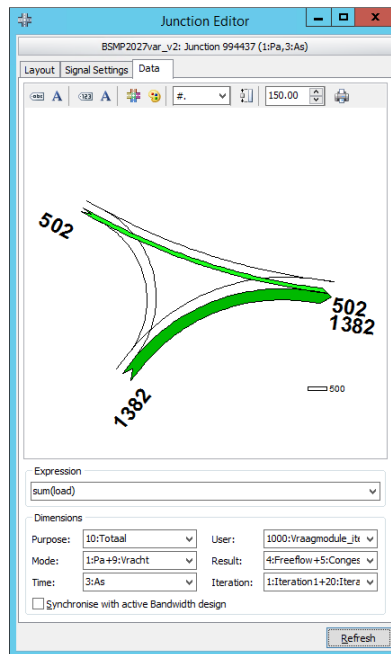 Junction Editor
BSMP2027var_v2: Junction 994437 (1:Pa,3:As)
Layout Signal Settings Data
abc A 123 A #. 150.00
502
502
1382
1382
500
Expression
sum(load)
Dimensions
Purpose: 10:Totaal User: 1000:Vraagmodule_ite
Mode: 1:Pa+9:Vracht Result: 4:Freeflow+5:Conges
Time: 3:As Iteration: 1:Iteration1+20:Itera
Synchronise with active Bandwidth design
Refresh